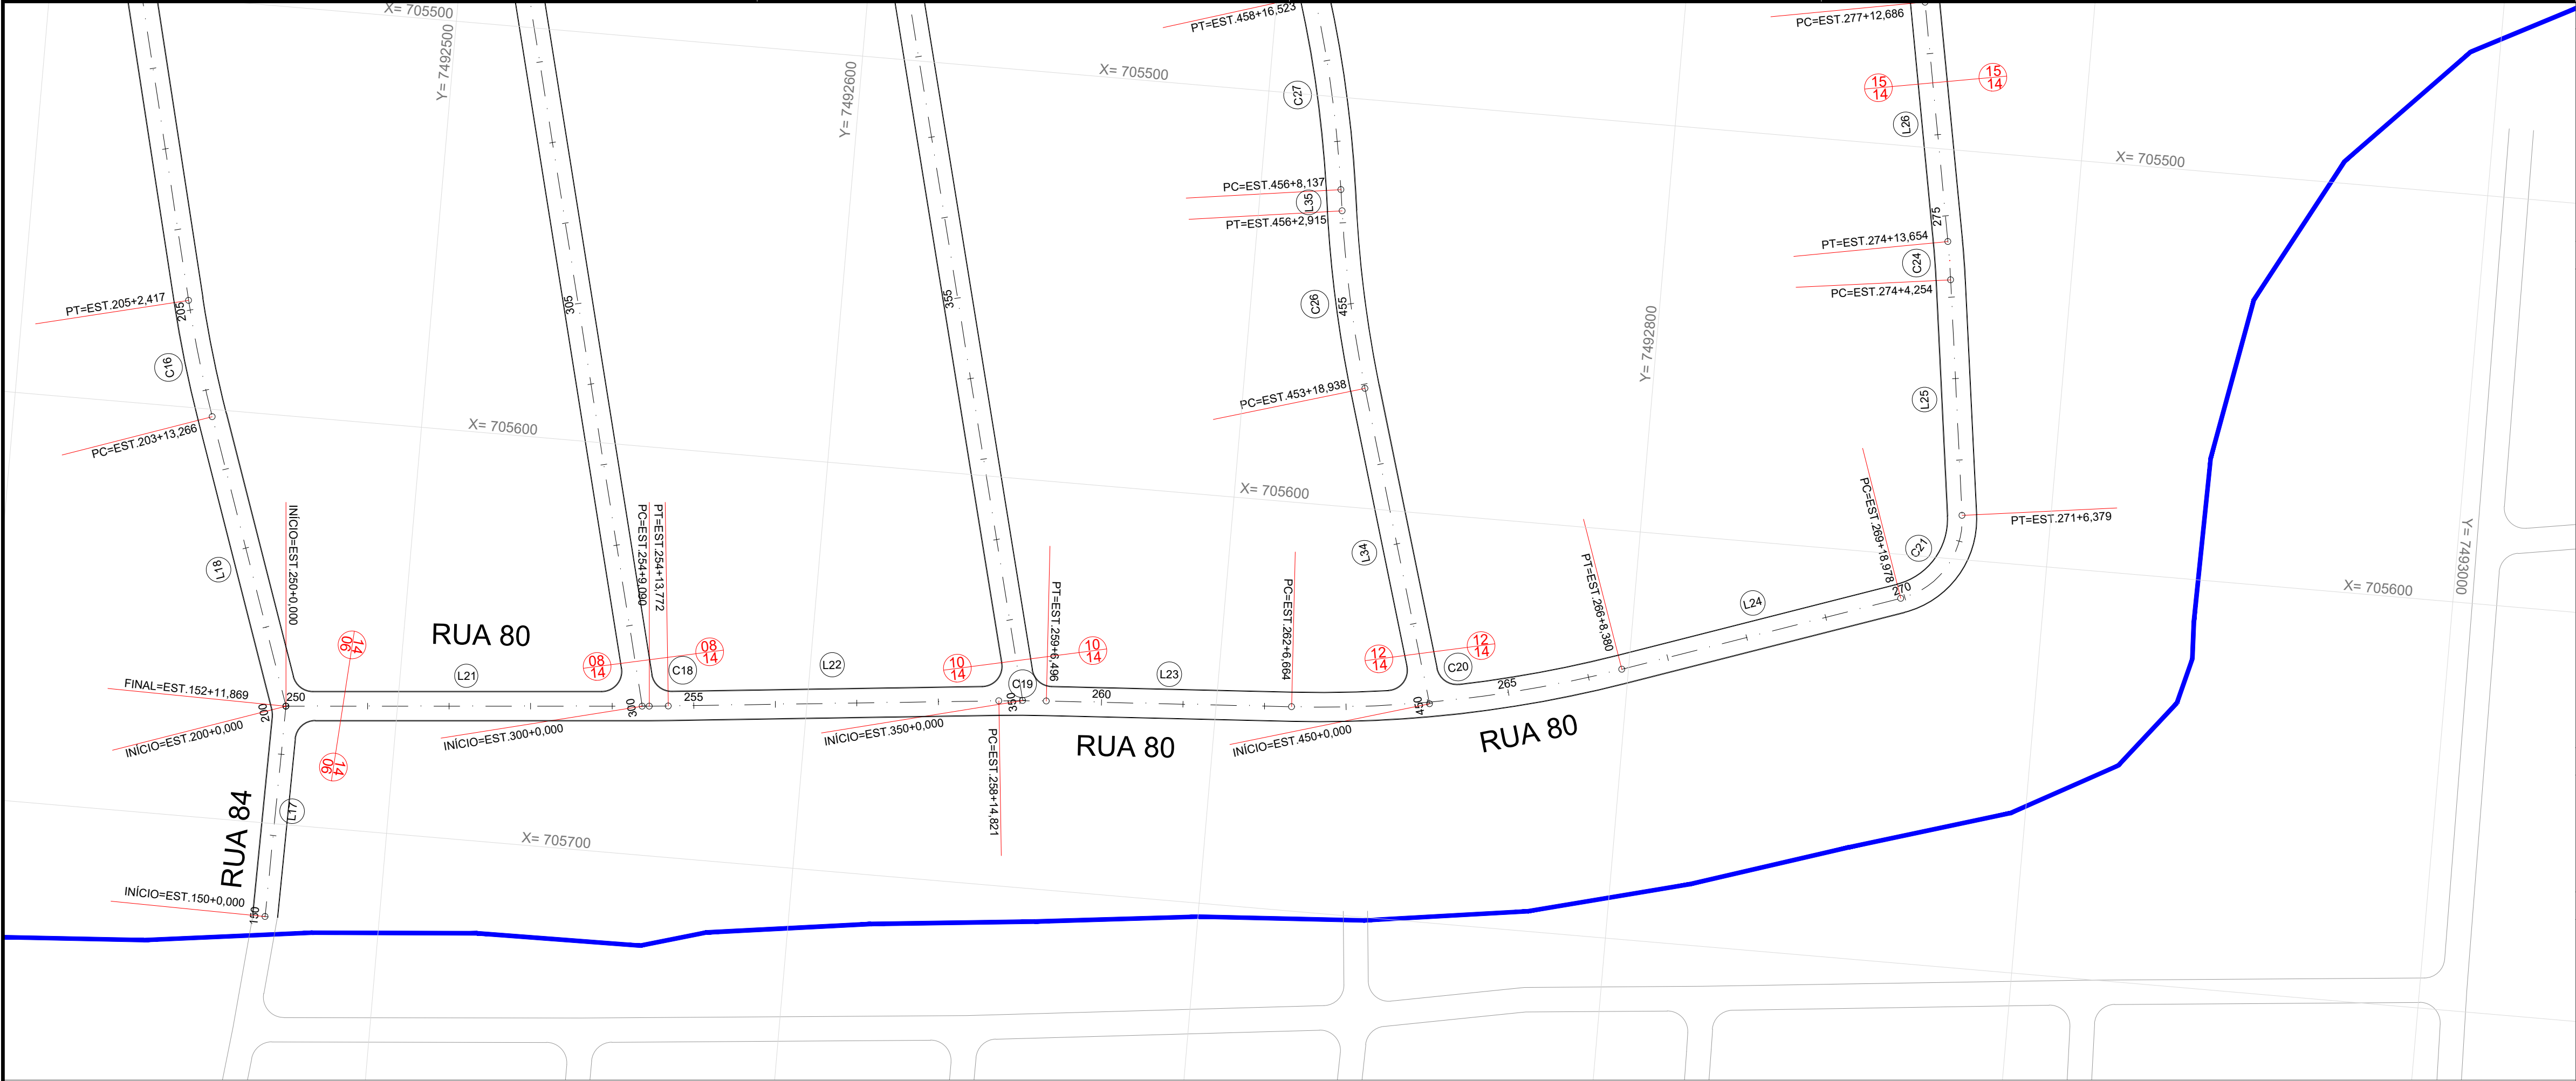 X= 705500
Y= 7492500
Y= 7492600
X= 705500
PT=EST.458+16,523
C27
PC=EST.277+12,686
15
14
15
14
L26
X= 705500
PC=EST.456+8,137
L35
PT=EST.456+2,915
275
PT=EST.274+13,654
C24
PC=EST.274+4,254
PT=EST.205+2,417
205
305
355
C26
455
Y= 7492800
C16
PC=EST.203+13,266
X= 705600
PC=EST.453+18,938
L25
X= 705600
INÍCIO=EST.250+0,000
PC=EST.254+9,090
PT=EST.254+13,772
PC=EST.269+18,978
PT=EST.271+6,379
Y= 7493000
L18
L34
C21
PT=EST.259+6,496
PC=EST.262+6,664
PT=EST.266+8,380
270
X= 705600
L24
RUA 80
14
06
L21
08
14
08
14
C18
L22
10
14
10
14
C19
L23
12
14
12
14
C20
FINAL=EST.152+11,869
250
200
300
255
350
260
450
265
INÍCIO=EST.200+0,000
INÍCIO=EST.300+0,000
INÍCIO=EST.350+0,000
INÍCIO=EST.450+0,000
RUA 80
RUA 80
14
06
PC=EST.258+14,821
RUA 84
L17
X= 705700
INÍCIO=EST.150+0,000
150